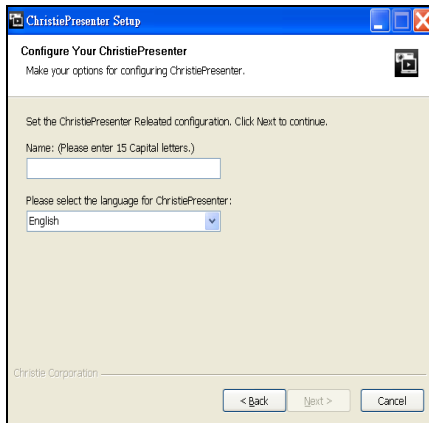 ChristiePresenter Setup
Configure Your ChristiePresenter
Make your options for configuring ChristiePresenter.
Set the ChristiePresenter Releated configuration. Click Next to continue.
Name: (Please enter 15 Capital letters.)
Please select the language for ChristiePresenter:
English
Christie Corporation
< Back Next > Cancel